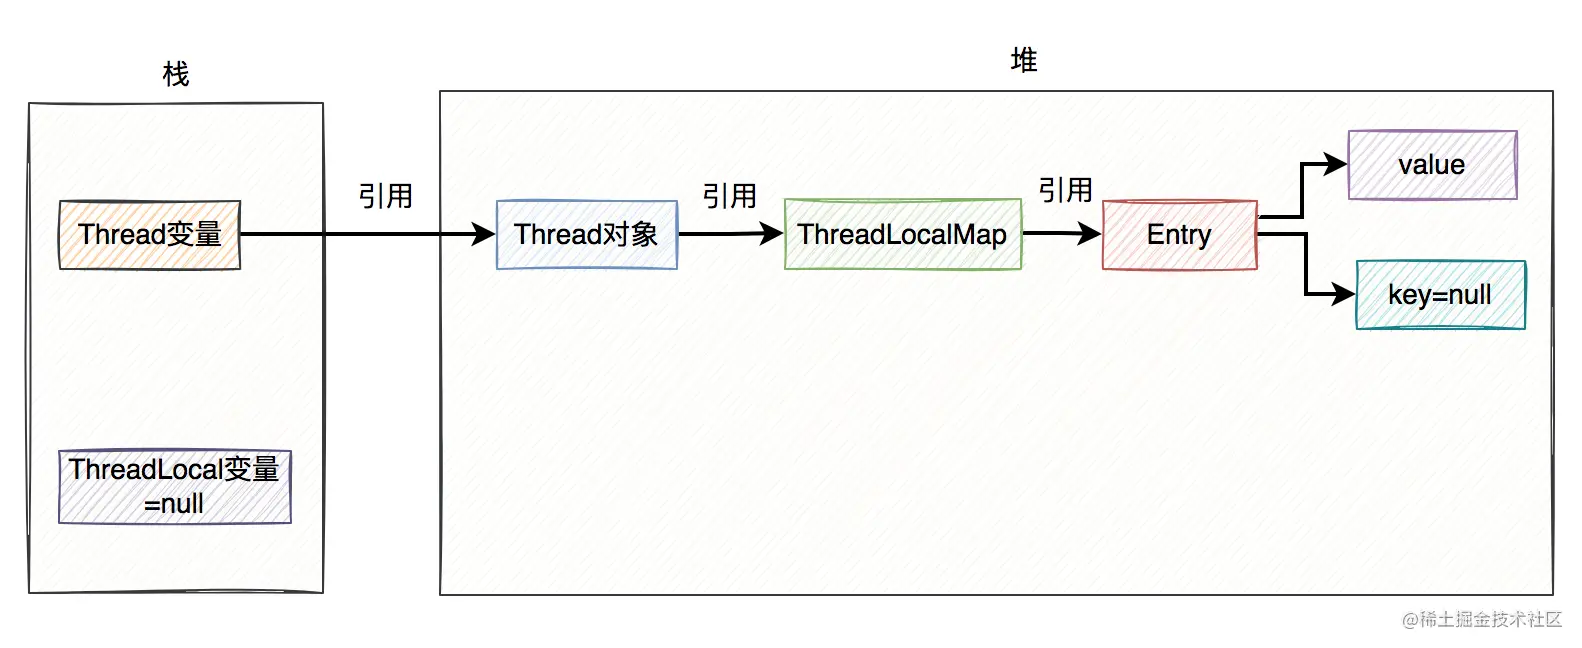 栈
堆
引用
引用
引用
value
Thread变量
Thread对象
ThreadLocalMap
Entry
key=null
ThreadLocal变量
=null
@稀土掘金技术社区